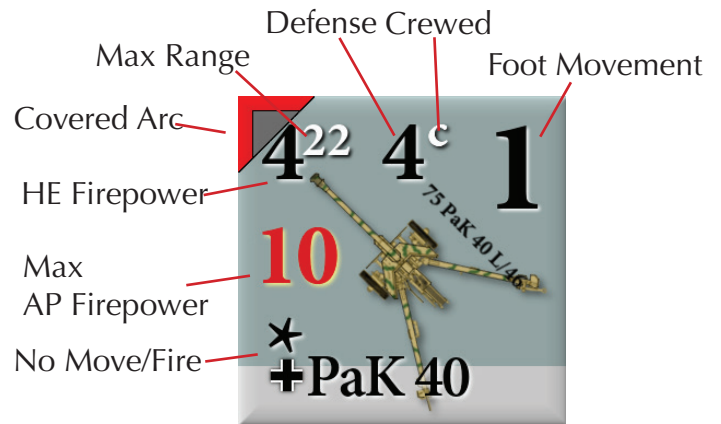 Defense Crewed
Max Range
Foot Movement
Covered Arc
4 22 4 c 1
HE Firepower
75 PaK 40 L/46
10
Max
AP Firepower
No Move/Fire
PaK 40